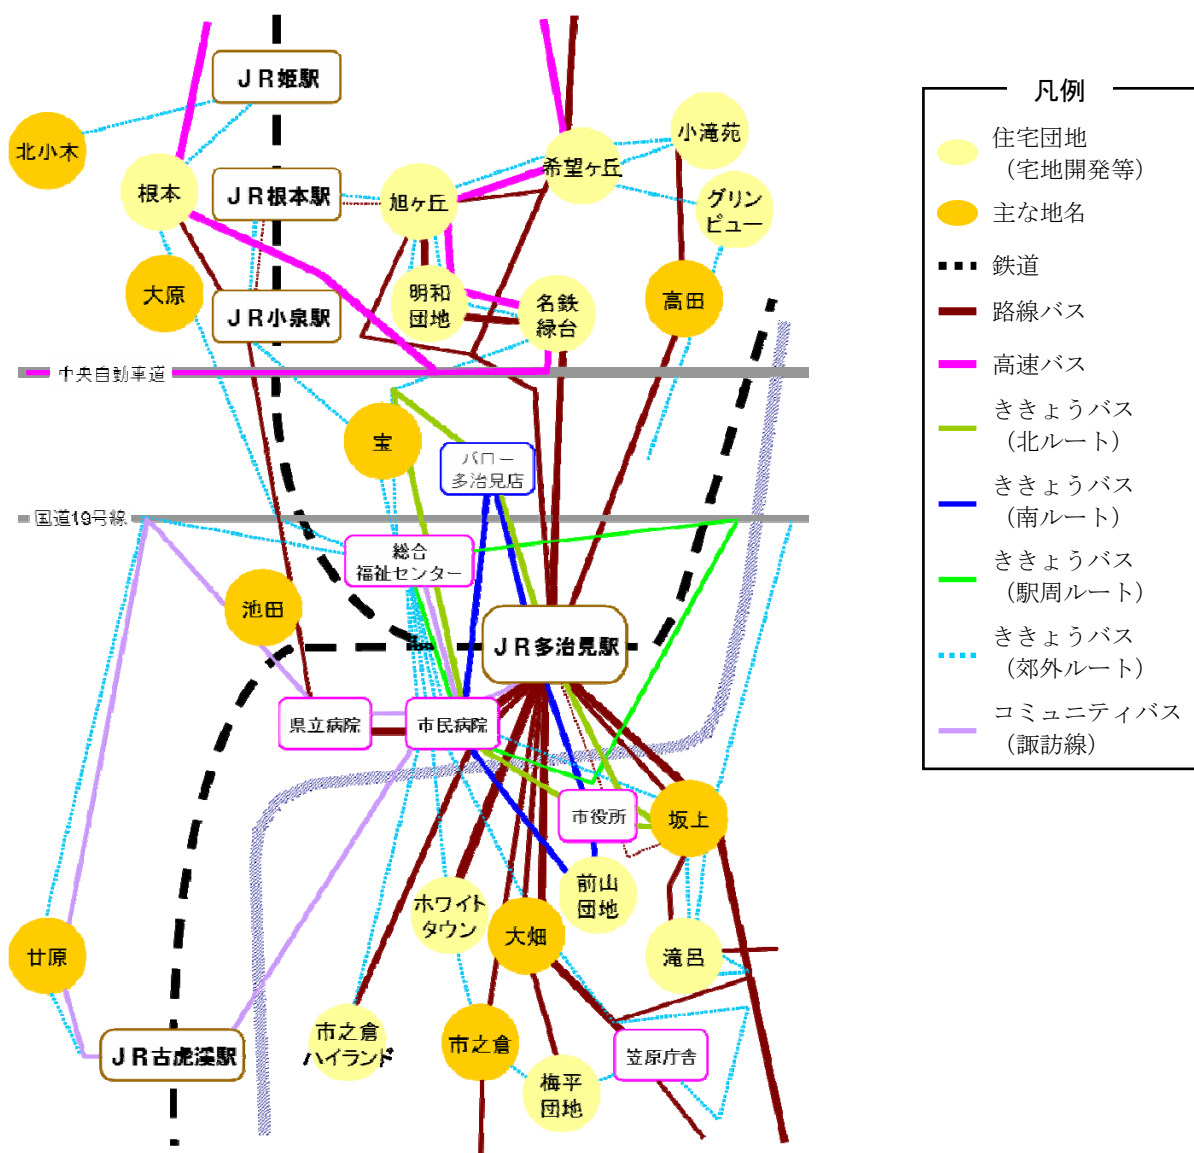 JR姫駅
北小木
根本
JR根本駅
旭ヶ丘
希望ヶ丘
小滝苑
グリン
ビュー
大原
JR小泉駅
明和
団地
名鉄
緑台
高田
中央自動車道
宝
バロー
多治見店
国道19号線
総合
福祉センター
池田
JR多治見駅
県立病院
市民病院
市役所
坂上
前山
団地
ホワイト
タウン
大畑
滝呂
廿原
JR古虎渓駅
市之倉
ハイランド
市之倉
梅平
団地
笠原庁舎
凡例
住宅団地
（宅地開発等）
主な地名
鉄道
路線バス
高速バス
ききょうバス
（北ルート）
ききょうバス
（南ルート）
ききょうバス
（駅周ルート）
ききょうバス
（郊外ルート）
コミュニティバス
（諏訪線）